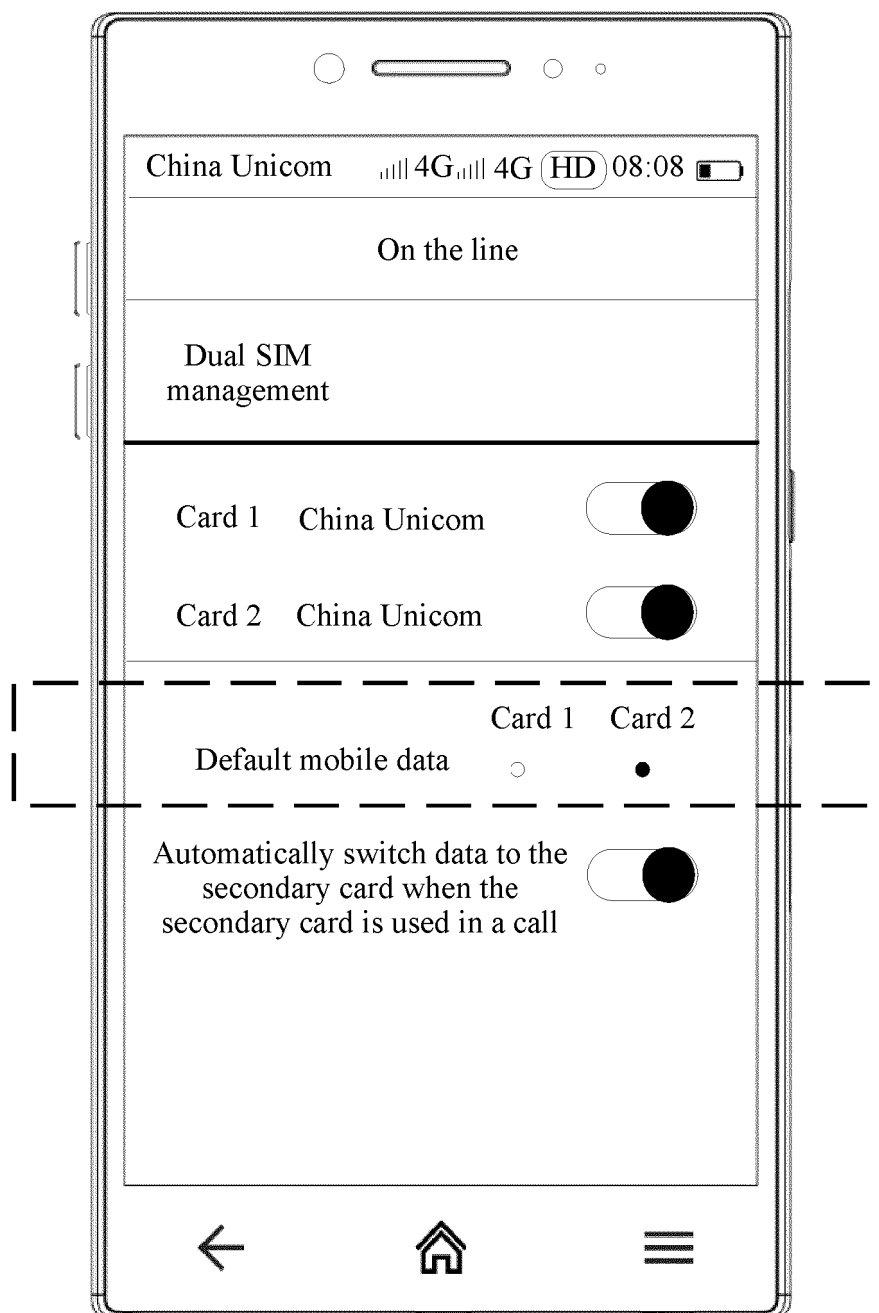 China Unicom 4G 4G HD 08:08
On the line
Dual SIM
management
Card 1 China Unicom
Card 2 China Unicom
Card 1 Card 2
Default mobile data
Automatically switch data to the
secondary card when the
secondary card is used in a call